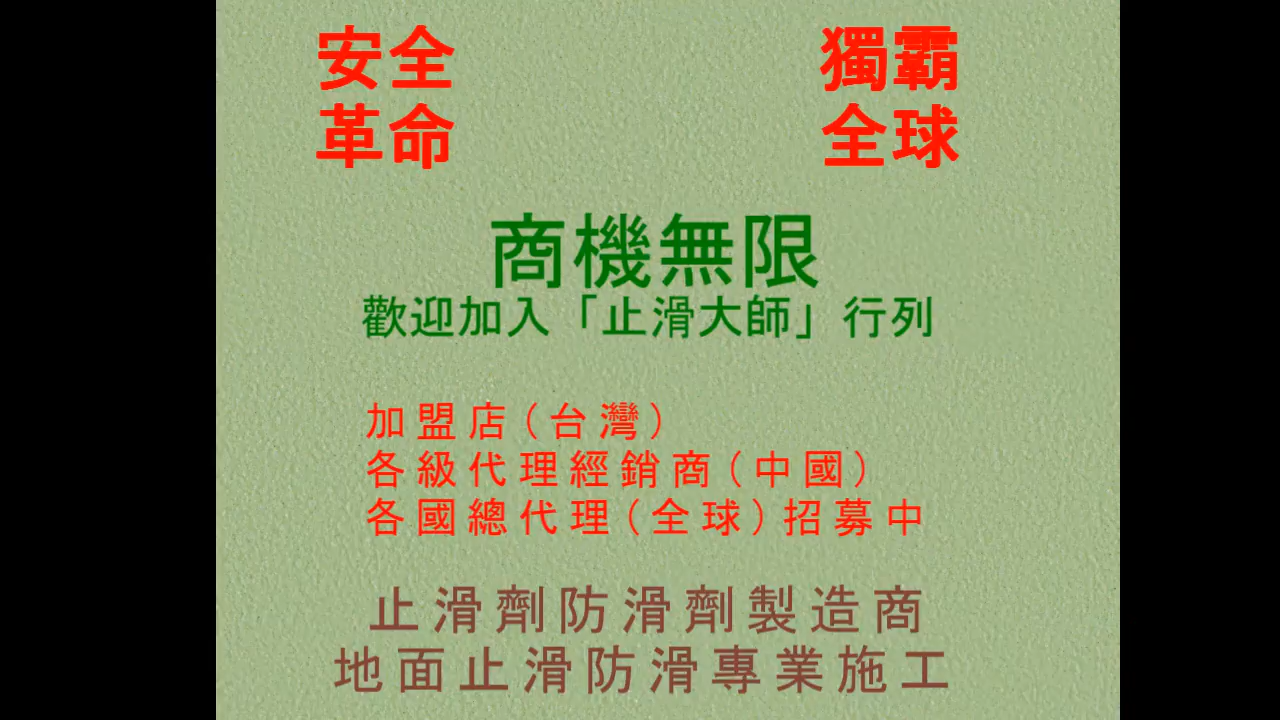 安全 獨霸
革命 全球
商機無限
歡迎加入「止滑大師」行列
加盟店(台灣)
各級代理經銷商(中國)
各國總代理(全球)招募中
止滑劑防滑劑製造商
地面止滑防滑專業施工